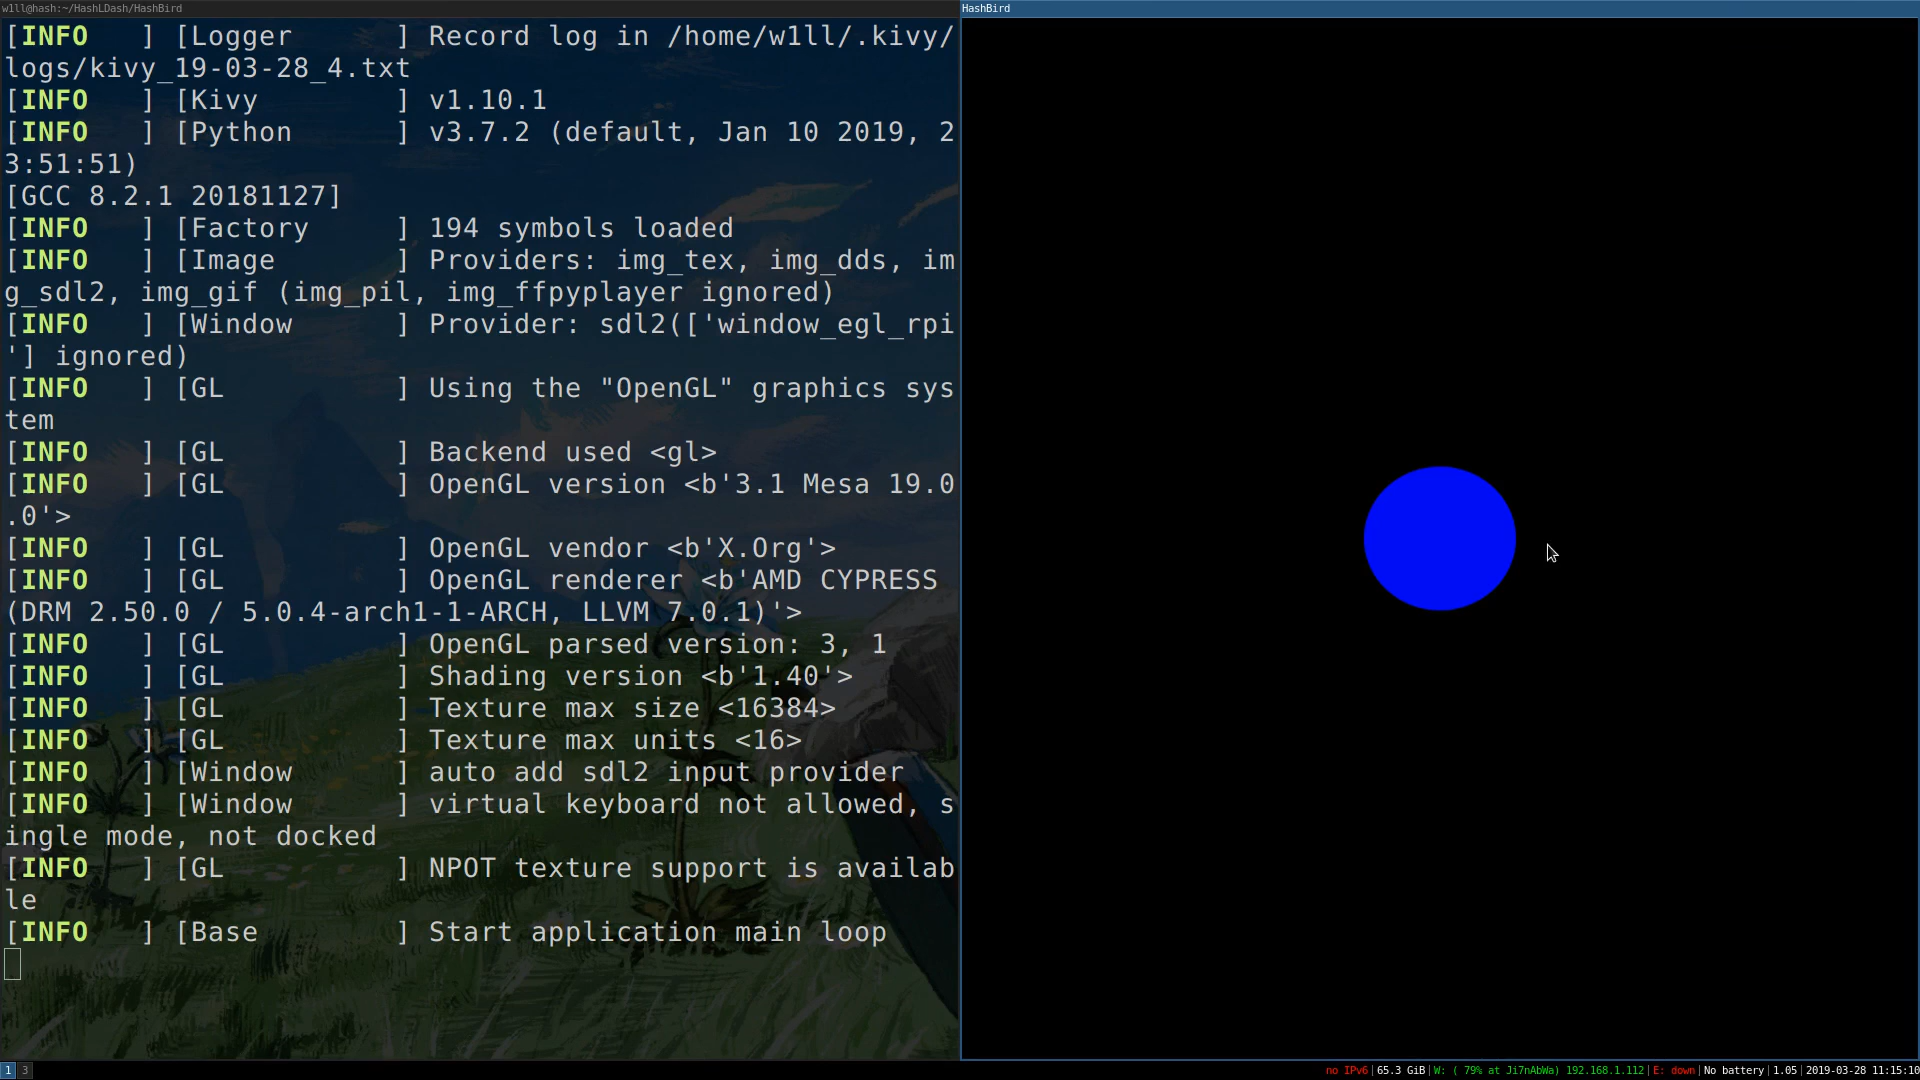 w1ll@hash:~/HashLDash/HashBird
[INFO   ] [Logger      ] Record log in /home/w1ll/.kivy/
logs/kivy_19-03-28_4.txt
[INFO   ] [Kivy        ] v1.10.1
[INFO   ] [Python      ] v3.7.2 (default, Jan 10 2019, 2
3:51:51)
[GCC 8.2.1 20181127]
[INFO   ] [Factory     ] 194 symbols loaded
[INFO   ] [Image       ] Providers: img_tex, img_dds, im
g_sdl2, img_gif (img_pil, img_ffpyplayer ignored)
[INFO   ] [Window      ] Provider: sdl2(['window_egl_rpi
'] ignored)
[INFO   ] [GL          ] Using the "OpenGL" graphics sys
tem
[INFO   ] [GL          ] Backend used <gl>
[INFO   ] [GL          ] OpenGL version <b'3.1 Mesa 19.0
.0'>
[INFO   ] [GL          ] OpenGL vendor <b'X.Org'>
[INFO   ] [GL          ] OpenGL renderer <b'AMD CYPRESS
(DRM 2.50.0 / 5.0.4-arch1-1-ARCH, LLVM 7.0.1)'>
[INFO   ] [GL          ] OpenGL parsed version: 3, 1
[INFO   ] [GL          ] Shading version <b'1.40'>
[INFO   ] [GL          ] Texture max size <16384>
[INFO   ] [GL          ] Texture max units <16>
[INFO   ] [Window      ] auto add sdl2 input provider
[INFO   ] [Window      ] virtual keyboard not allowed, s
ingle mode, not docked
[INFO   ] [GL          ] NPOT texture support is availab
le
[INFO   ] [Base        ] Start application main loop
HashBird
1 3
no IPv6|65.3 GiB|W: ( 79% at Ji7nAbWa) 192.168.1.112|E: down|No battery|1.05|2019-03-28 11:15:10